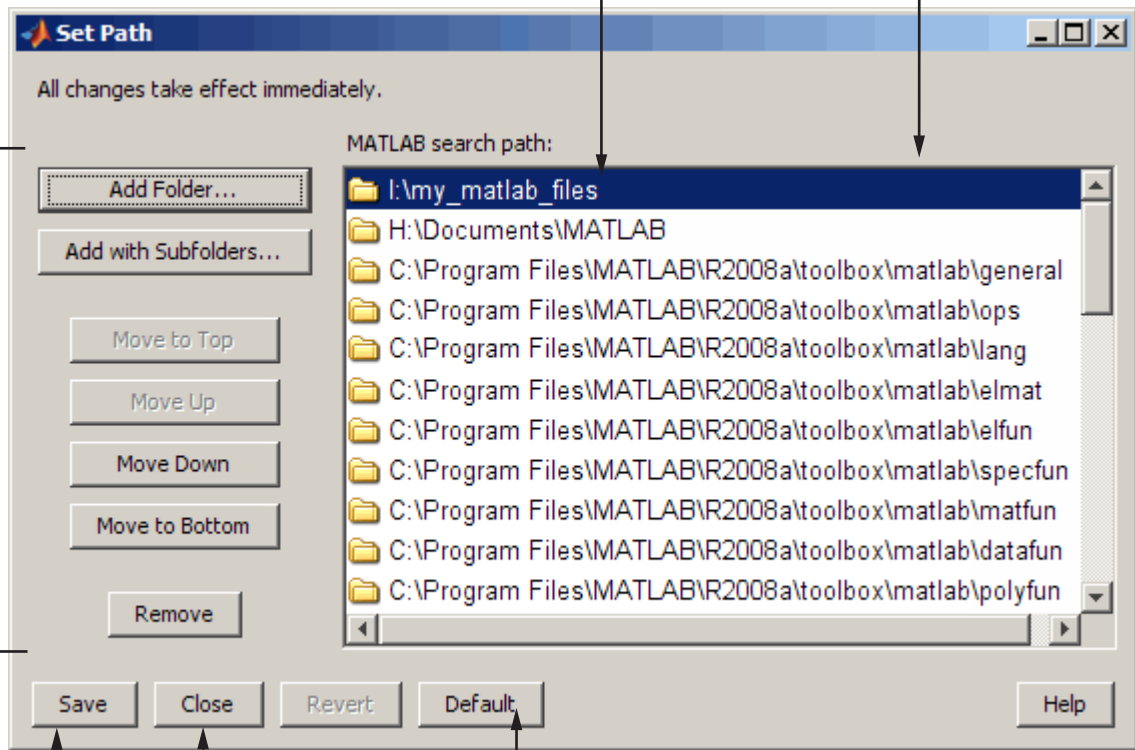 Set Path
All changes take effect immediately.
MATLAB search path:
Add Folder...
Add with Subfolders...
Move to Top
Move Up
Move Down
Move to Bottom
Remove
I:\my_matlab_files
H:\Documents\MATLAB
C:\Program Files\MATLAB\R2008a\toolbox\matlab\general
C:\Program Files\MATLAB\R2008a\toolbox\matlab\ops
C:\Program Files\MATLAB\R2008a\toolbox\matlab\lang
C:\Program Files\MATLAB\R2008a\toolbox\matlab\elmat
C:\Program Files\MATLAB\R2008a\toolbox\matlab\elfun
C:\Program Files\MATLAB\R2008a\toolbox\matlab\specfun
C:\Program Files\MATLAB\R2008a\toolbox\matlab\matfun
C:\Program Files\MATLAB\R2008a\toolbox\matlab\datafun
C:\Program Files\MATLAB\R2008a\toolbox\matlab\polyfun
Save Close Revert Default Help